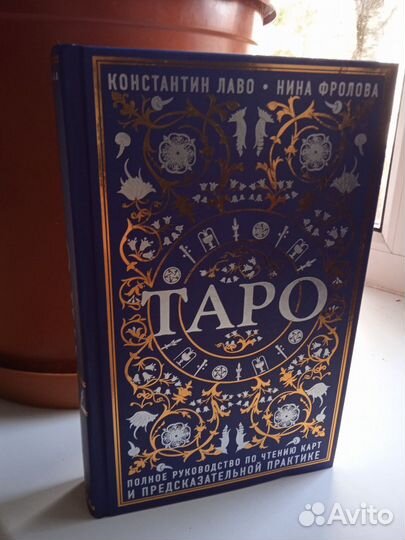 КОНСТАНТИН ЛАВО • НИНА ФРОЛОВА
ТАРО
ПОЛНОЕ РУКОВОДСТВО ПО ЧТЕНИЮ КАРТ
И ПРЕДСКАЗАТЕЛЬНОЙ ПРАКТИКЕ
Avito